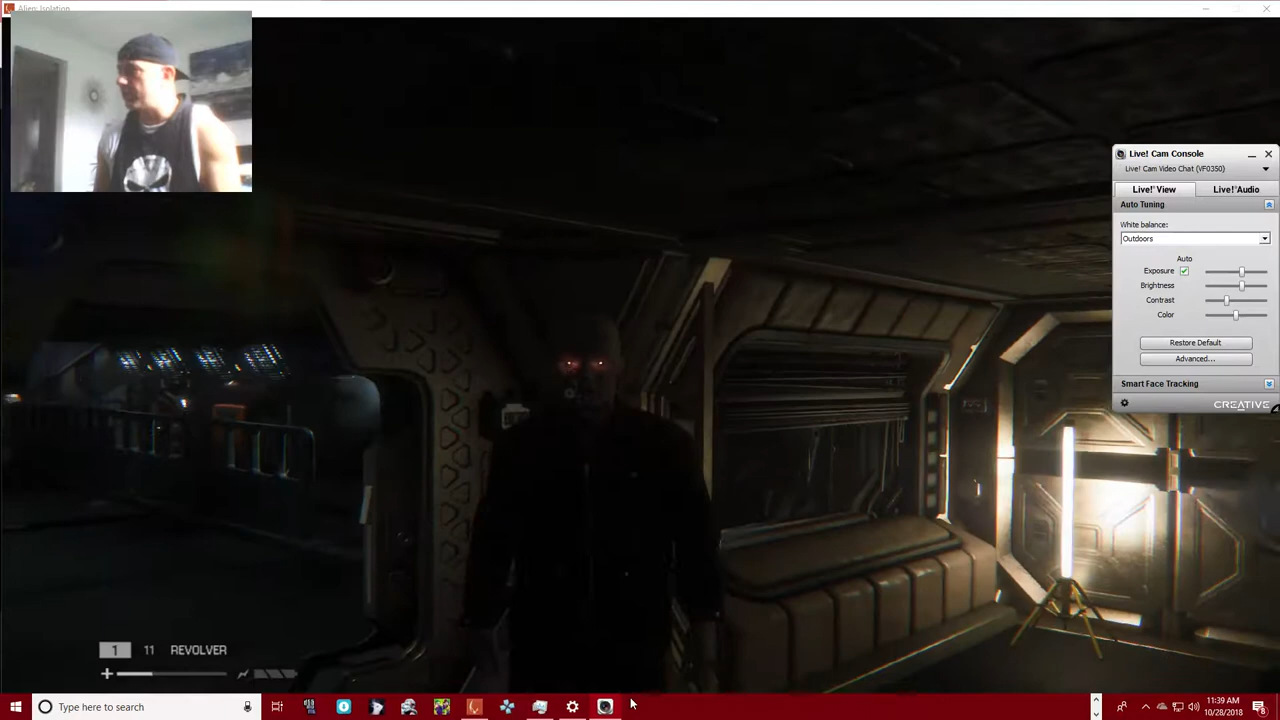 Alien: Isolation
Live! Cam Console
Live! Cam Video Chat (VF0350)
Live! View
Live! Audio
Auto Tuning
White balance:
Outdoors
Auto
Exposure
Brightness
Contrast
Color
Restore Default
Advanced...
Smart Face Tracking
CREATIVE
1 11 REVOLVER
Type here to search
11:39 AM
10/28/2018
8